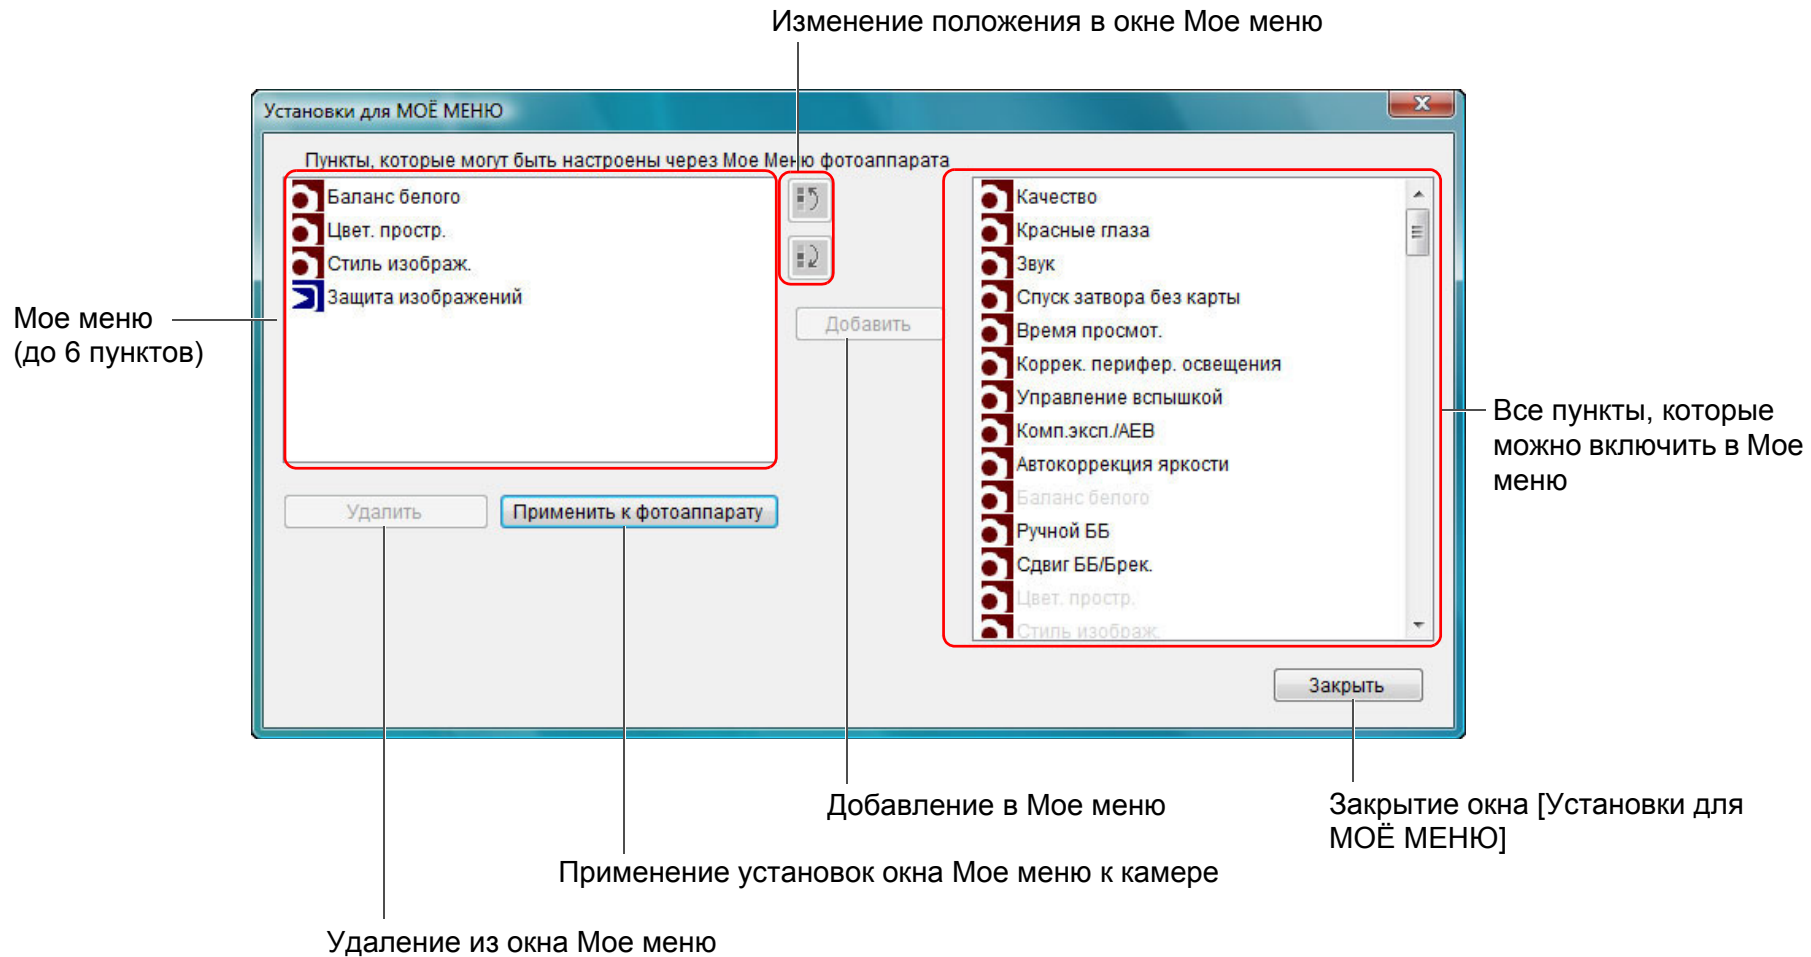 Изменение положения в окне Мое меню
Установки для МОЁ МЕНЮ
Пункты, которые могут быть настроены через Мое Меню фотоаппарата
Баланс белого
Цвет. простр.
Стиль изображ.
Защита изображений
Мое меню
(до 6 пунктов)
Добавить
Качество
Красные глаза
Звук
Спуск затвора без карты
Время просмот.
Коррек. перифер. освещения
Управление вспышкой
Комп.эксп./АЕВ
Автокоррекция яркости
Баланс белого
Ручной ББ
Сдвиг ББ/Брек.
Цвет. простр.
Стиль изображ.
Все пункты, которые
можно включить в Мое
меню
Удалить
Применить к фотоаппарату
Закрыть
Добавление в Мое меню
Закрытие окна [Установки для
МОЁ МЕНЮ]
Применение установок окна Мое меню к камере
Удаление из окна Мое меню